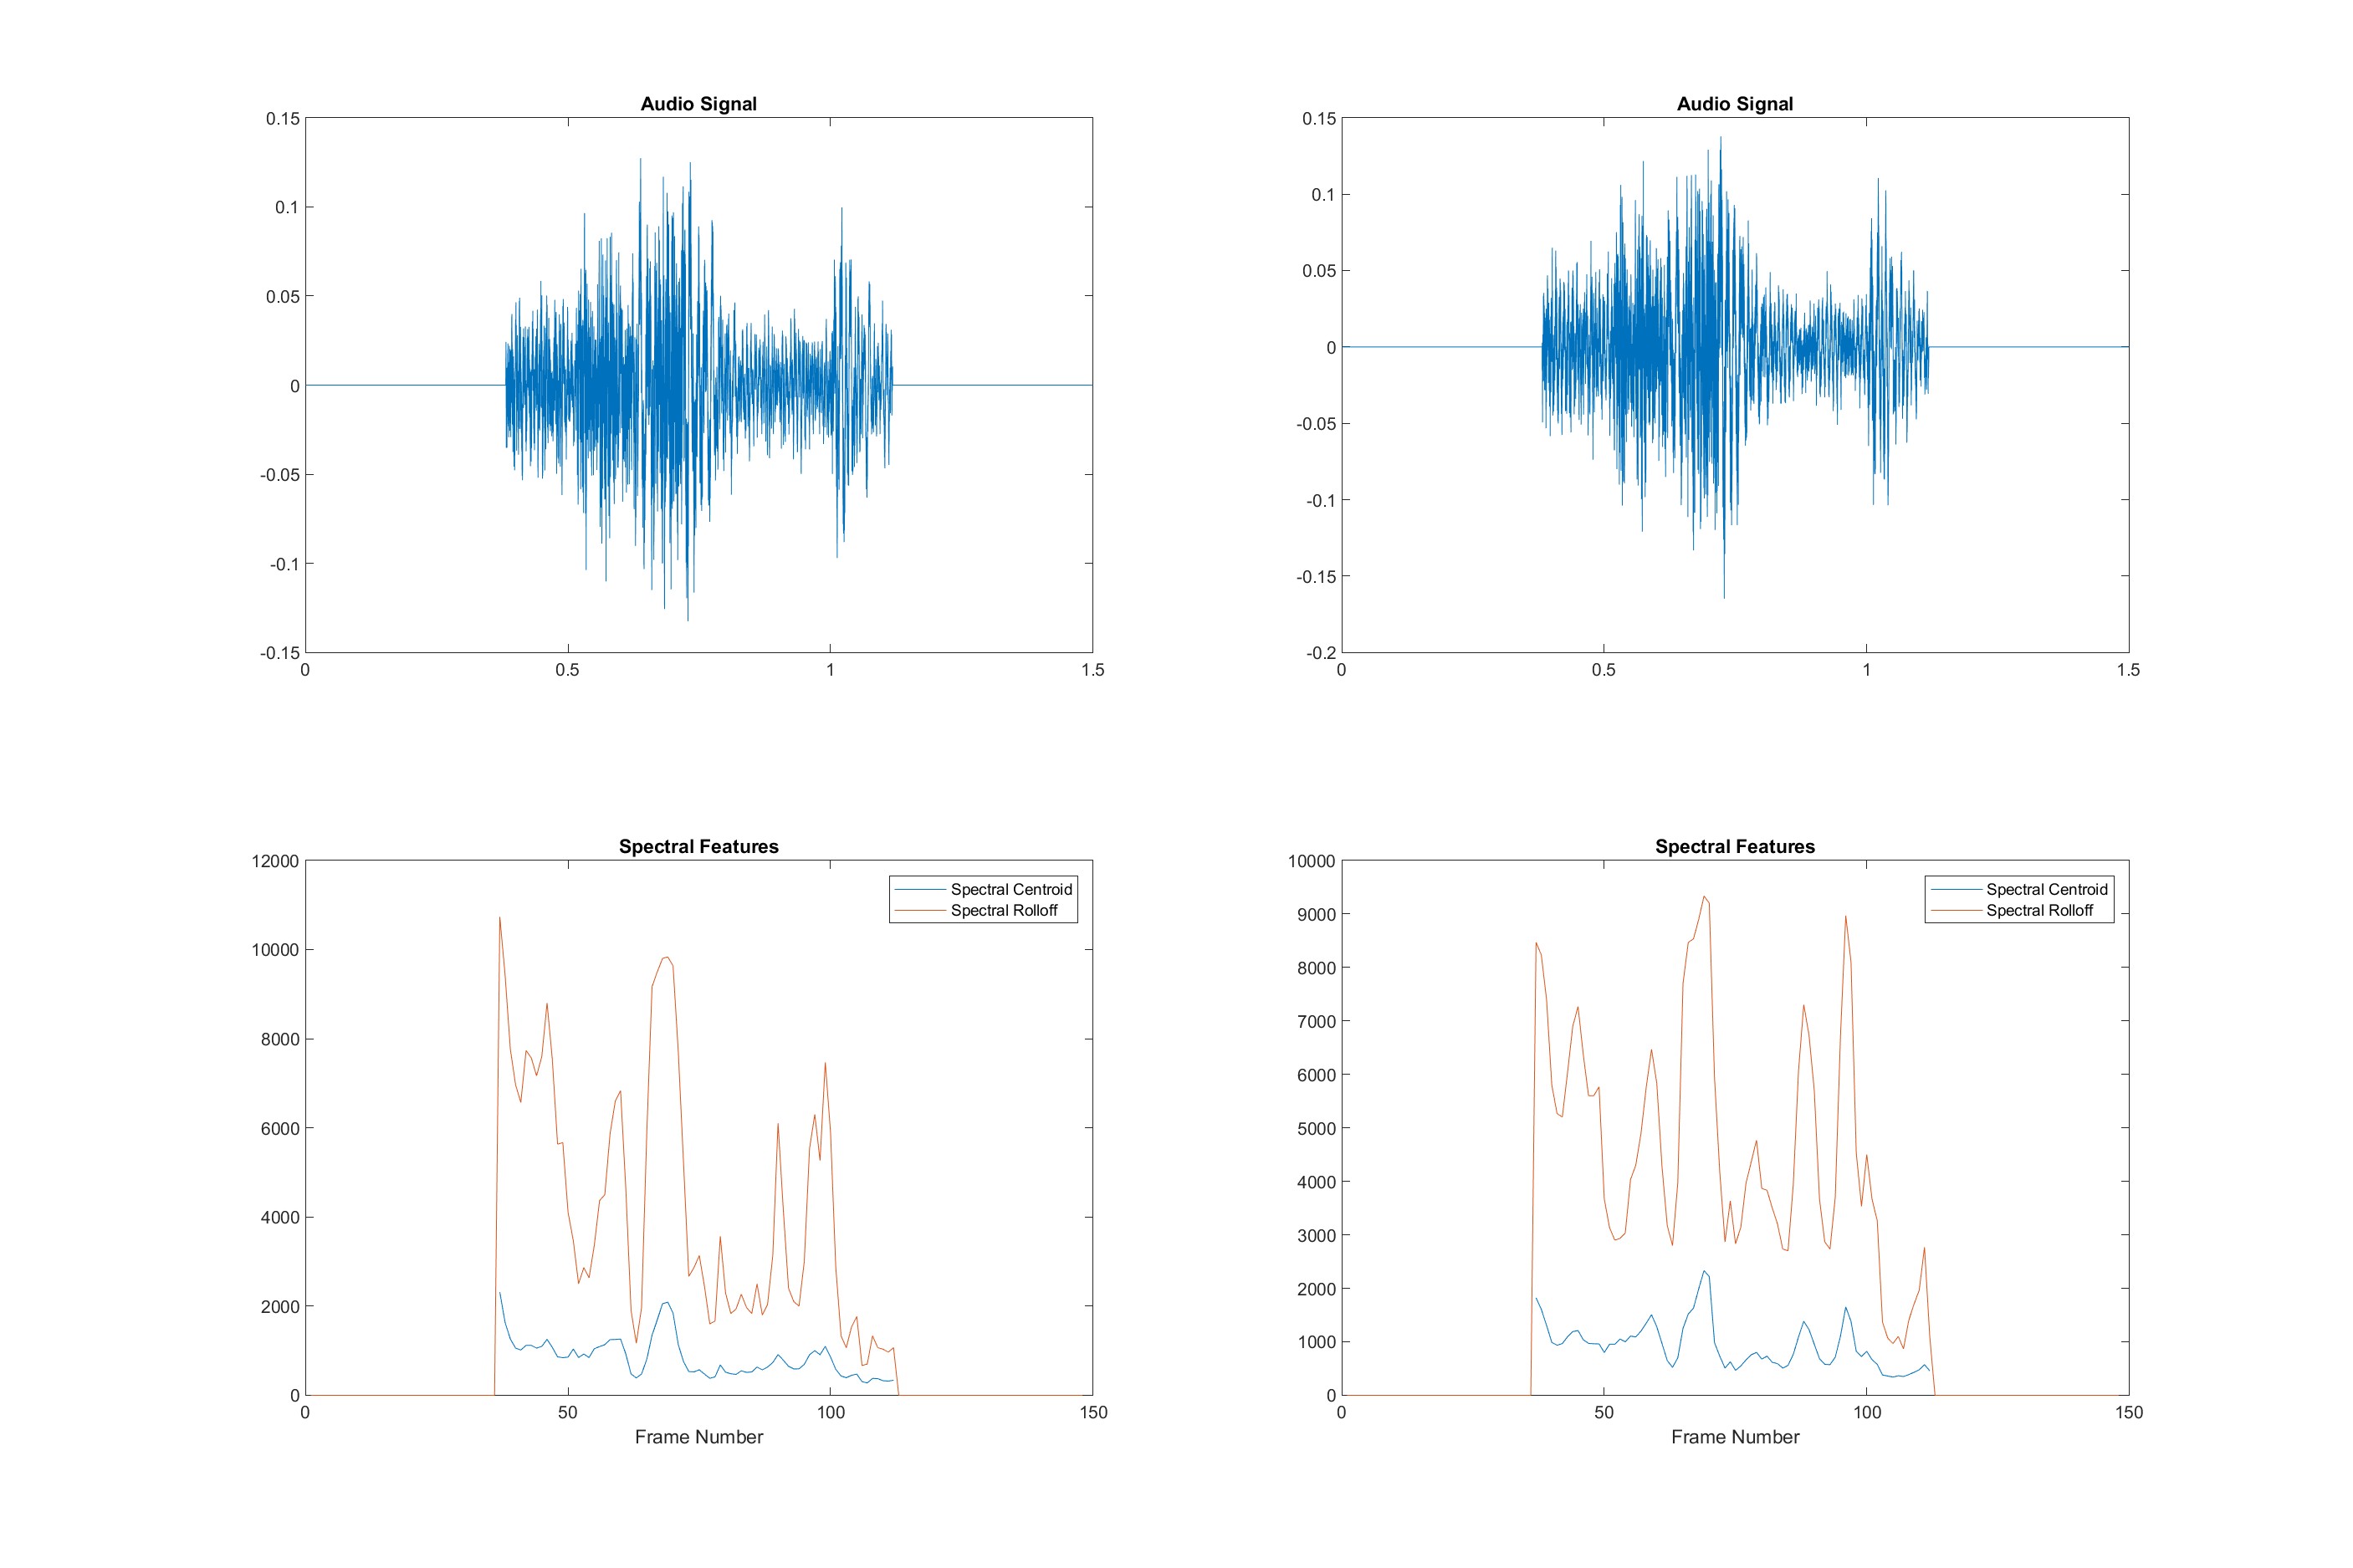 Audio Signal
0.15
0.1
0.05
0
-0.05
-0.1
-0.15
0 0.5 1 1.5
Audio Signal
0.15
0.1
0.05
0
-0.05
-0.1
-0.15
-0.2
0 0.5 1 1.5
Spectral Features
12000
10000
8000
6000
4000
2000
0
0 50 100 150
Frame Number
Spectral Centroid
Spectral Rolloff
Spectral Features
10000
9000
8000
7000
6000
5000
4000
3000
2000
1000
0
0 50 100 150
Frame Number
Spectral Centroid
Spectral Rolloff